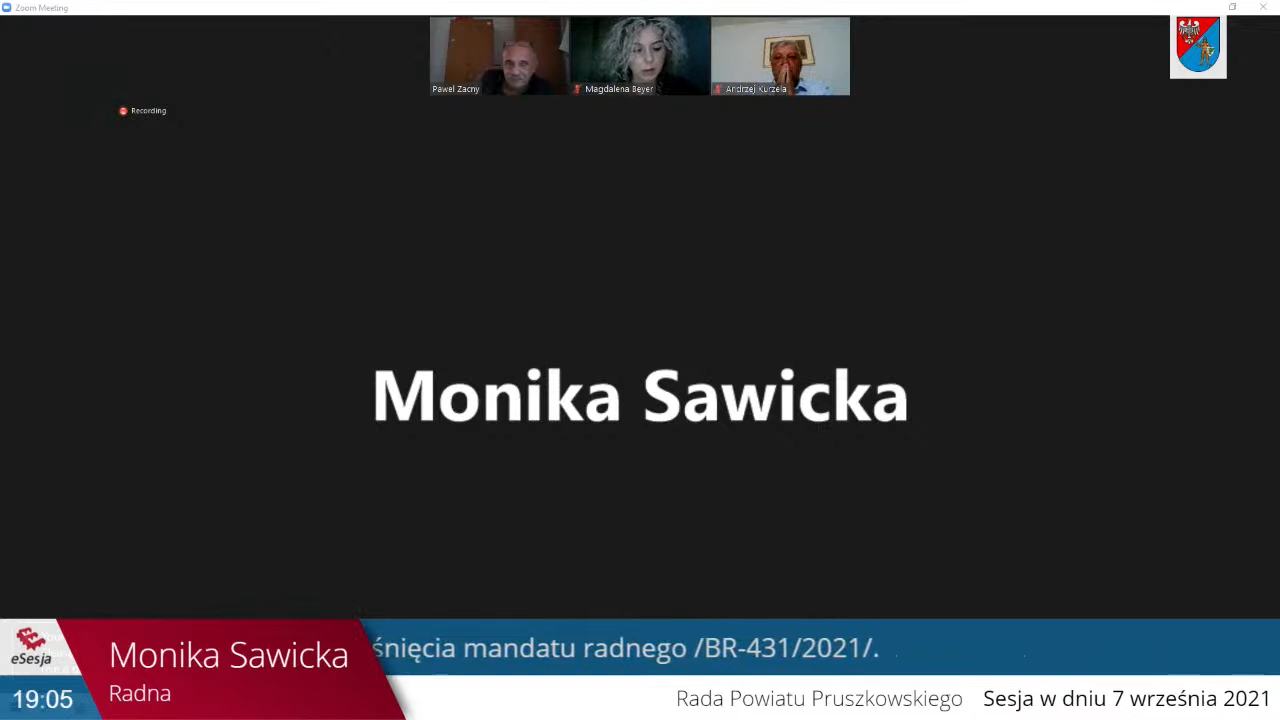 Zoom Meeting
Pawel Zacny
Magdalena Beyer
Andrzej Kurzela
Recording
Monika Sawicka
eSesja
Monika Sawicka
śnięcia mandatu radnego /BR-431/2021/.
Radna
19:05
Rada Powiatu Pruszkowskiego Sesja w dniu 7 września 2021